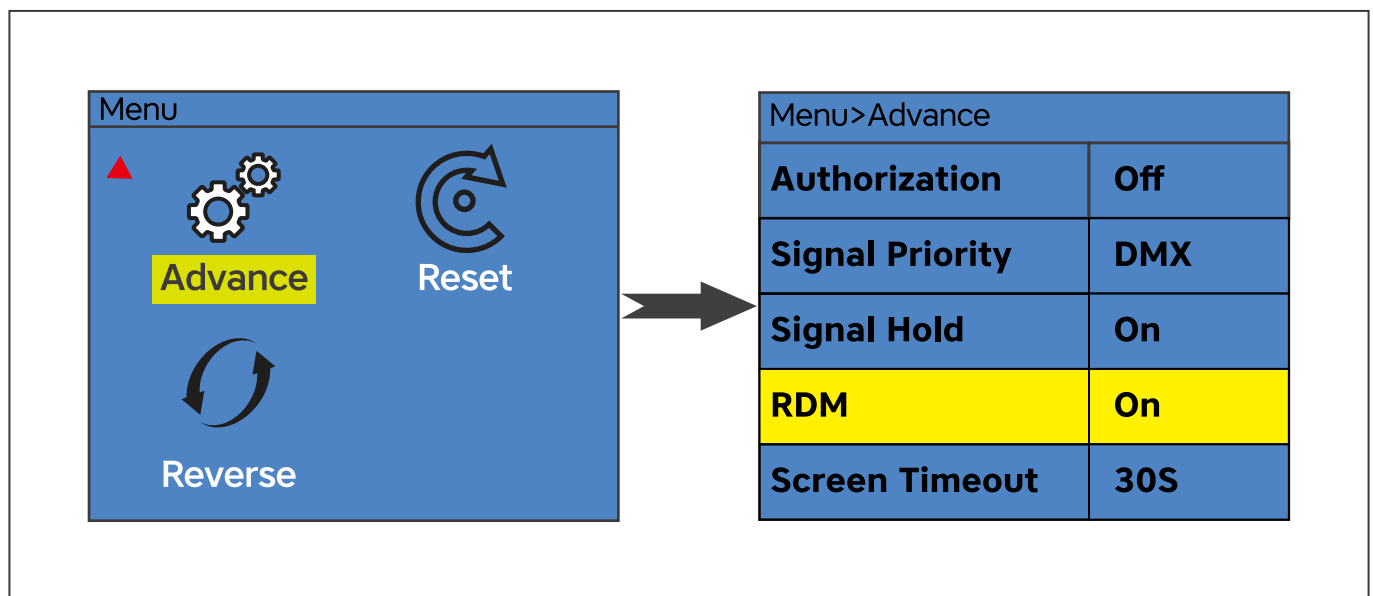 Menu
Advance
Reset
Reverse
Menu>Advance
Authorization Off
Signal Priority DMX
Signal Hold On
RDM On
Screen Timeout 30S